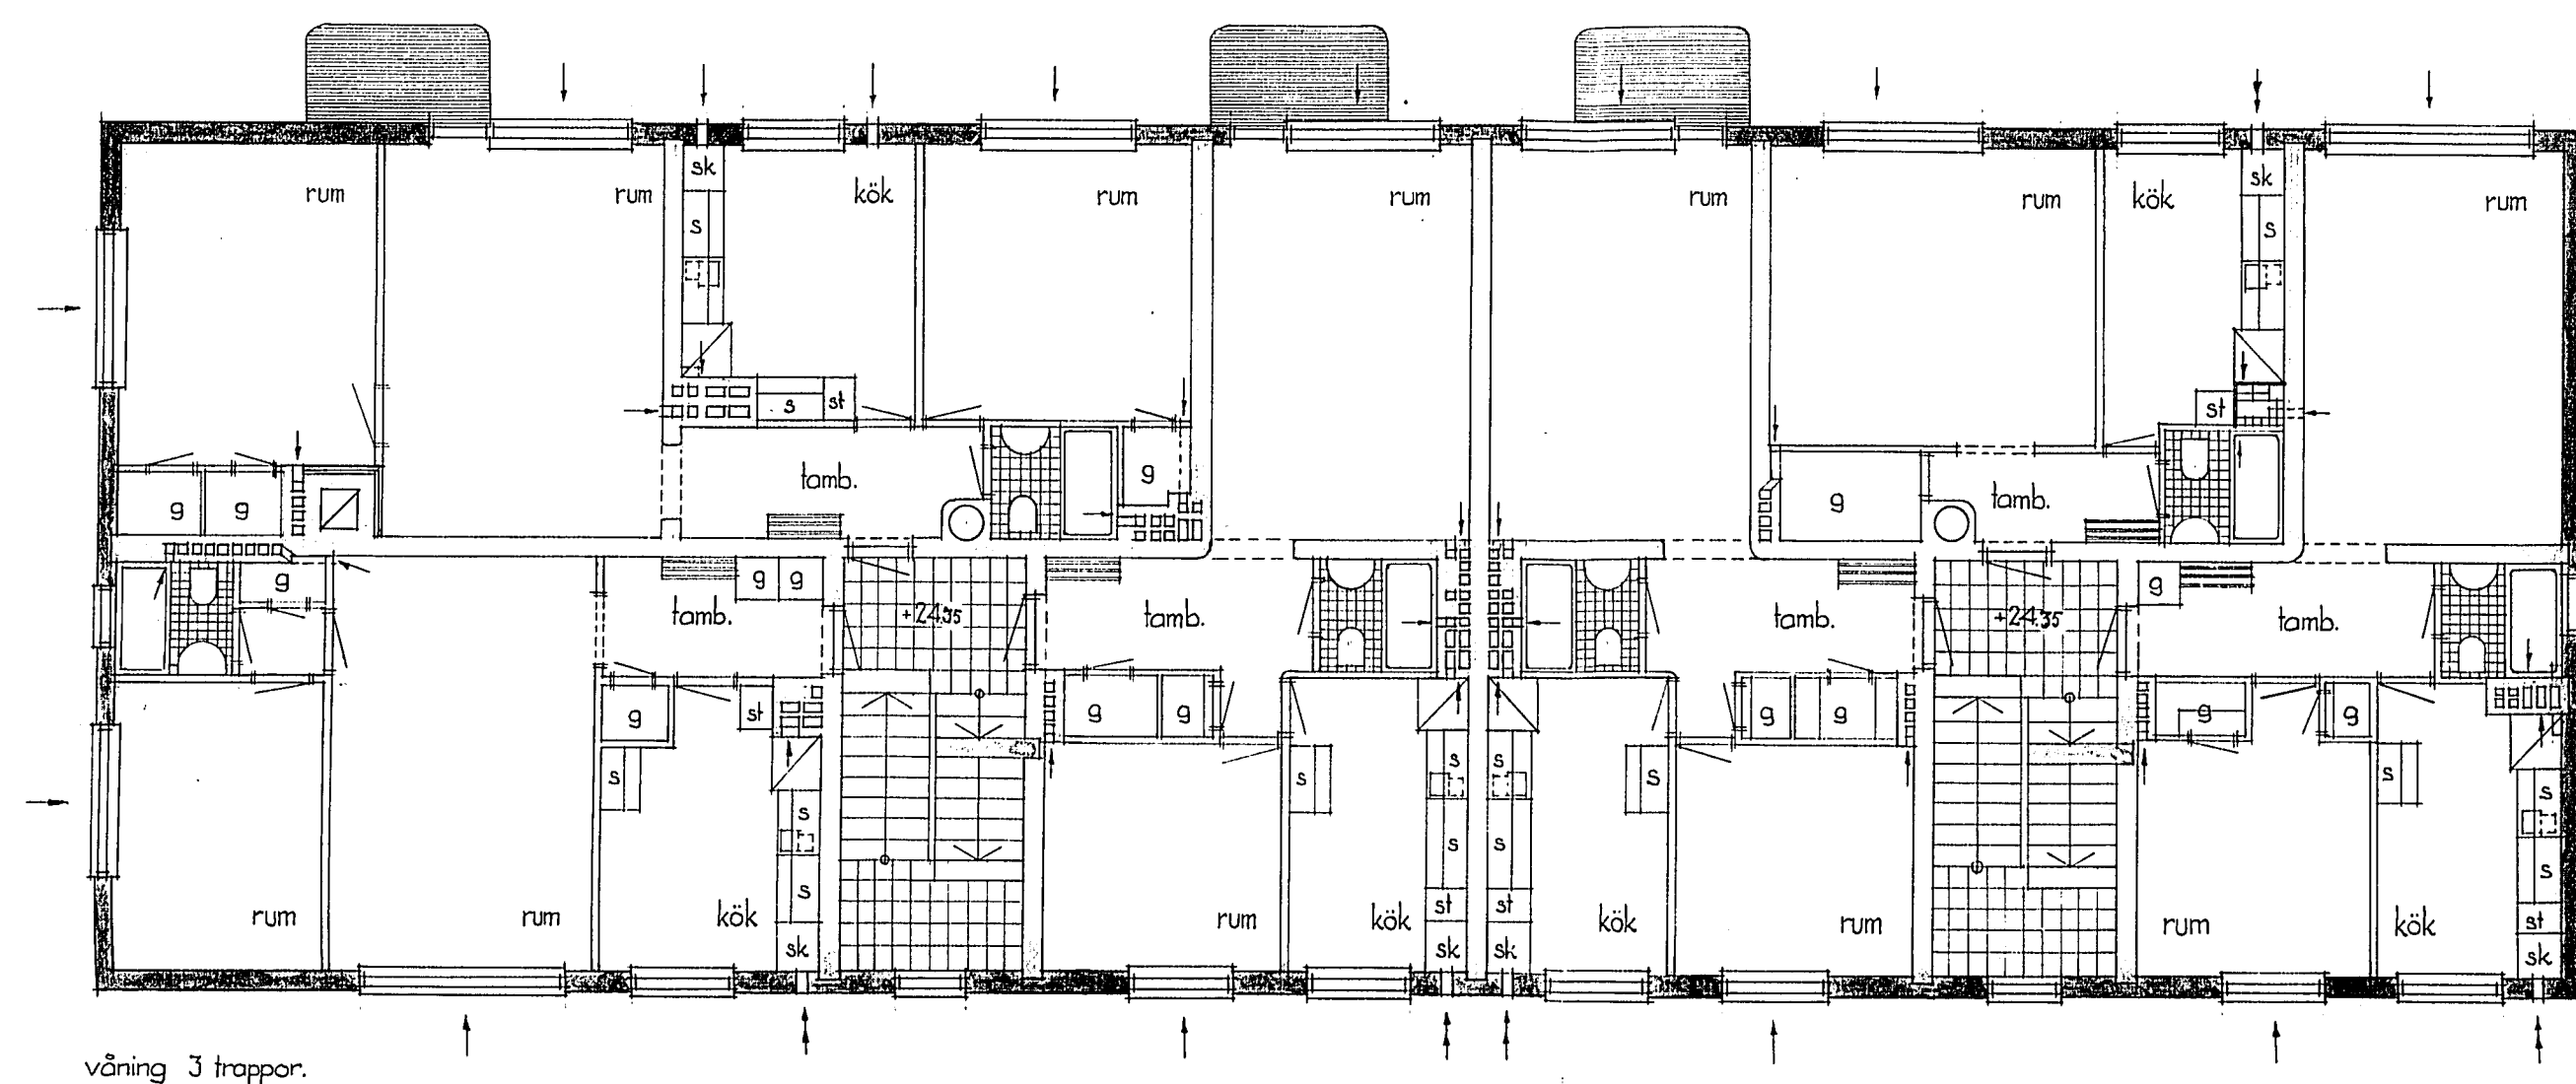 rum rum sk kök rum rum rum rum kök sk rum
s s
s st st
g g tamb. g g tamb.
g tamb. g g +24.35 tamb. tamb. +24.35 g tamb.
g st g g g g g g
s s s s s s s
s s s s
st st st
rum rum kök rum kök kök rum rum kök
sk sk sk sk
våning 3 trappor.